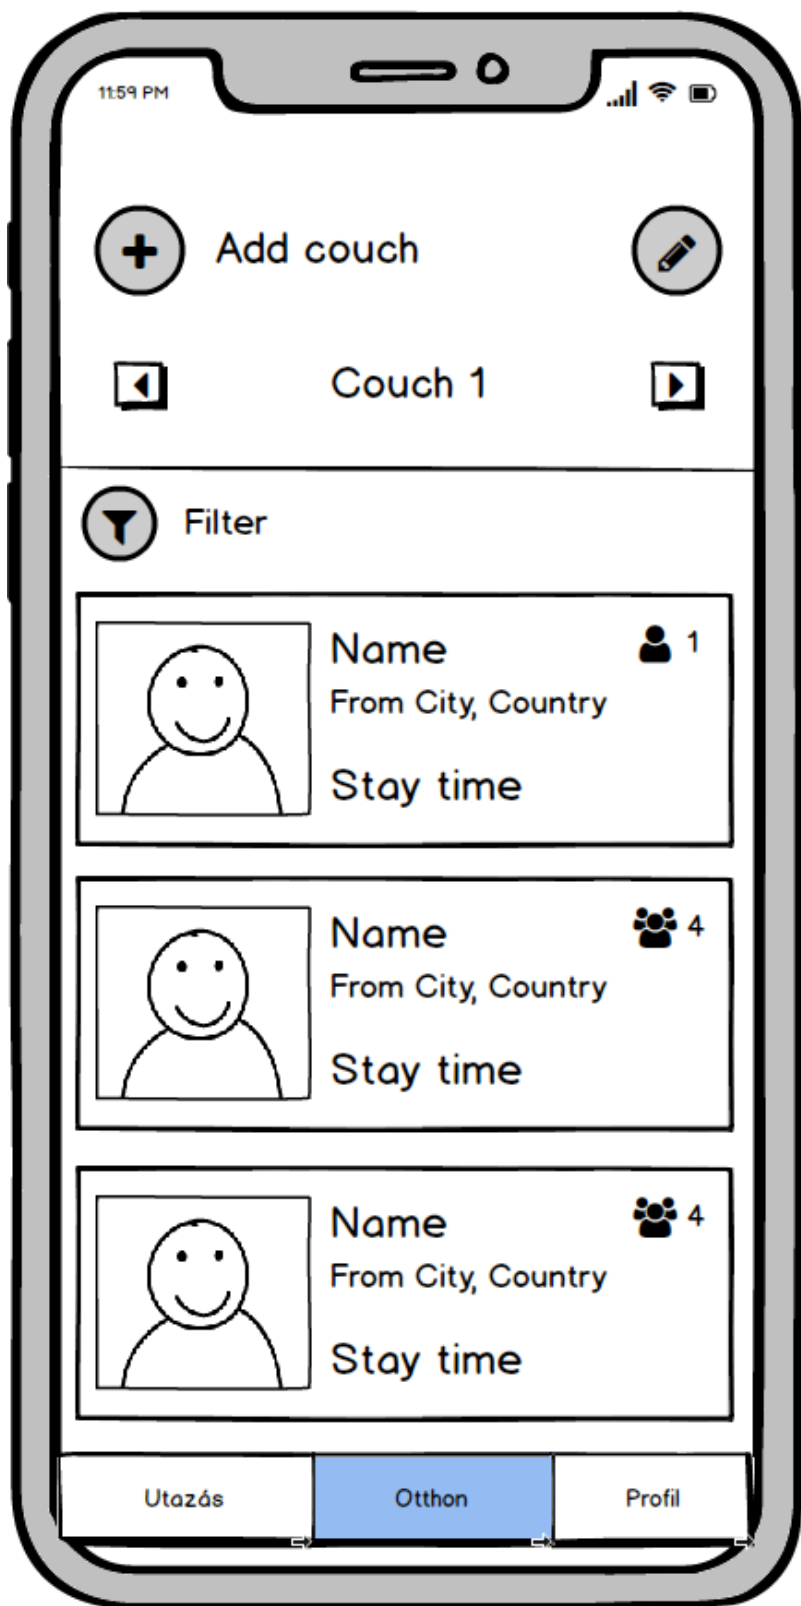 11:59 PM
Add couch
Couch 1
Filter
Name
1
From City, Country
Stay time
Name
4
From City, Country
Stay time
Name
4
From City, Country
Stay time
Utazás
Otthon
Profil